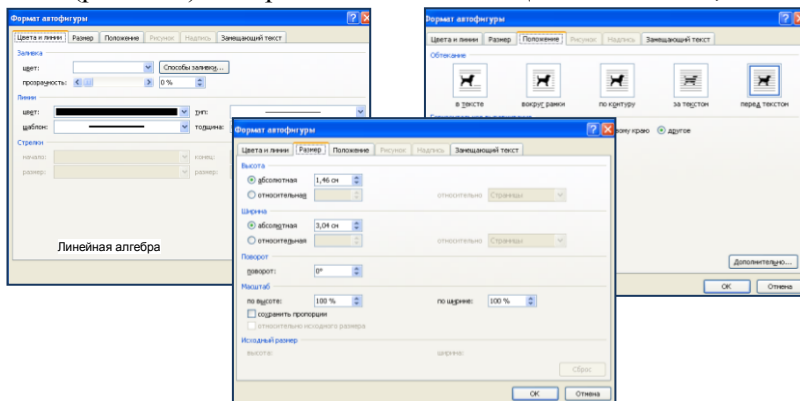 Формат автофигуры
Цвета и линии Размер Положение Рисунок Надпись Замещающий текст
Заливка
цвет: Способы заливки...
прозрачность: 0 %
Линии
цвет: тип:
шаблон: толщина:
Стрелки
начало: конец:
размер: размер:
Линейная алгебра
Формат автофигуры
Цвета и линии Размер Положение Рисунок Надпись Замещающий текст
Обтекание
в тексте вокруг рамки по контуру за текстом перед текстом
другое
Дополнительно...
ОК Отмена
Формат автофигуры
Цвета и линии Размер Положение Рисунок Надпись Замещающий текст
Высота
абсолютная 1,46 см
относительная относительно Страницы
Ширина
абсолютная 3,04 см
относительная относительно Страницы
Поворот
поворот: 0°
Масштаб
по высоте: 100 % по ширине: 100 %
сохранить пропорции
относительно исходного размера
Исходный размер
высота: ширина:
Сброс
ОК Отмена